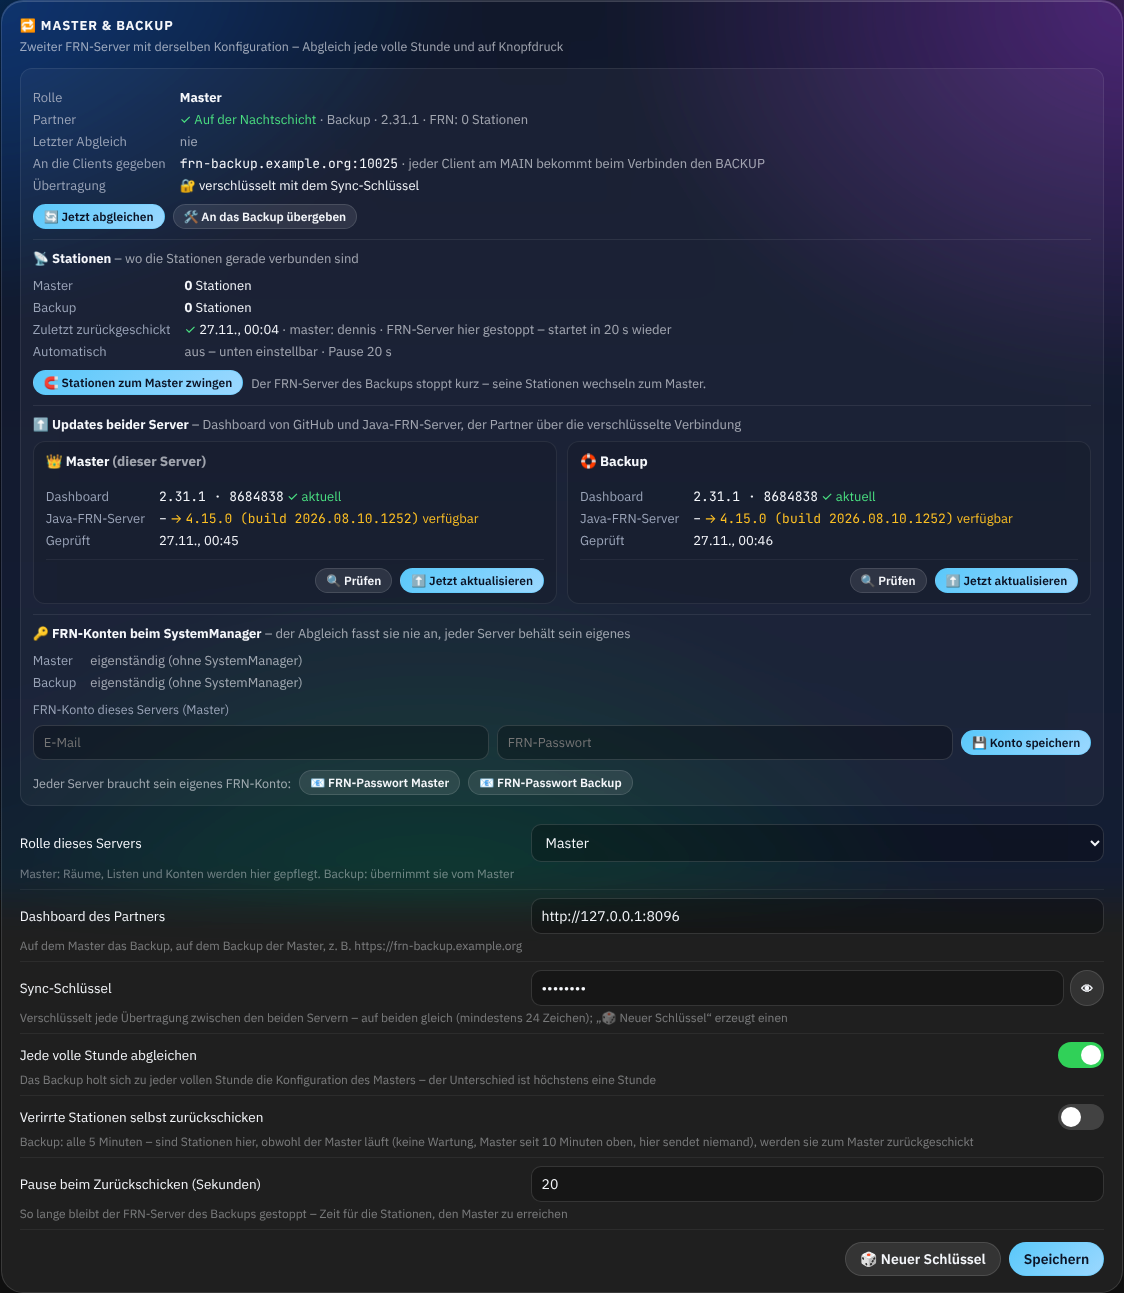 🔁 MASTER & BACKUP
Zweiter FRN-Server mit derselben Konfiguration – Abgleich jede volle Stunde und auf Knopfdruck
Rolle Master
Partner ✓ Auf der Nachtschicht · Backup · 2.31.1 · FRN: 0 Stationen
Letzter Abgleich nie
An die Clients gegeben frn-backup.example.org:10025 · jeder Client am MAIN bekommt beim Verbinden den BACKUP
Übertragung 🔐 verschlüsselt mit dem Sync-Schlüssel
🔄 Jetzt abgleichen 🛠️ An das Backup übergeben
📡 Stationen – wo die Stationen gerade verbunden sind
Master 0 Stationen
Backup 0 Stationen
Zuletzt zurückgeschickt ✓ 27.11., 00:04 · master: dennis · FRN-Server hier gestoppt – startet in 20 s wieder
Automatisch aus – unten einstellbar · Pause 20 s
🧲 Stationen zum Master zwingen Der FRN-Server des Backups stoppt kurz – seine Stationen wechseln zum Master.
⬆️ Updates beider Server – Dashboard von GitHub und Java-FRN-Server, der Partner über die verschlüsselte Verbindung
👑 Master (dieser Server)
Dashboard 2.31.1 · 8684838 ✓ aktuell
Java-FRN-Server – → 4.15.0 (build 2026.08.10.1252) verfügbar
Geprüft 27.11., 00:45
🔍 Prüfen ⬆️ Jetzt aktualisieren
🛟 Backup
Dashboard 2.31.1 · 8684838 ✓ aktuell
Java-FRN-Server – → 4.15.0 (build 2026.08.10.1252) verfügbar
Geprüft 27.11., 00:46
🔍 Prüfen ⬆️ Jetzt aktualisieren
🔑 FRN-Konten beim SystemManager – der Abgleich fasst sie nie an, jeder Server behält sein eigenes
Master eigenständig (ohne SystemManager)
Backup eigenständig (ohne SystemManager)
FRN-Konto dieses Servers (Master)
E-Mail FRN-Passwort 💾 Konto speichern
Jeder Server braucht sein eigenes FRN-Konto: 📧 FRN-Passwort Master 📧 FRN-Passwort Backup
Rolle dieses Servers Master
Master: Räume, Listen und Konten werden hier gepflegt. Backup: übernimmt sie vom Master
Dashboard des Partners http://127.0.0.1:8096
Auf dem Master das Backup, auf dem Backup der Master, z. B. https://frn-backup.example.org
Sync-Schlüssel ••••••••
Verschlüsselt jede Übertragung zwischen den beiden Servern – auf beiden gleich (mindestens 24 Zeichen); „🎲 Neuer Schlüssel“ erzeugt einen
Jede volle Stunde abgleichen
Das Backup holt sich zu jeder vollen Stunde die Konfiguration des Masters – der Unterschied ist höchstens eine Stunde
Verirrte Stationen selbst zurückschicken
Backup: alle 5 Minuten – sind Stationen hier, obwohl der Master läuft (keine Wartung, Master seit 10 Minuten oben, hier sendet niemand), werden sie zum Master zurückgeschickt
Pause beim Zurückschicken (Sekunden) 20
So lange bleibt der FRN-Server des Backups gestoppt – Zeit für die Stationen, den Master zu erreichen
🎲 Neuer Schlüssel Speichern